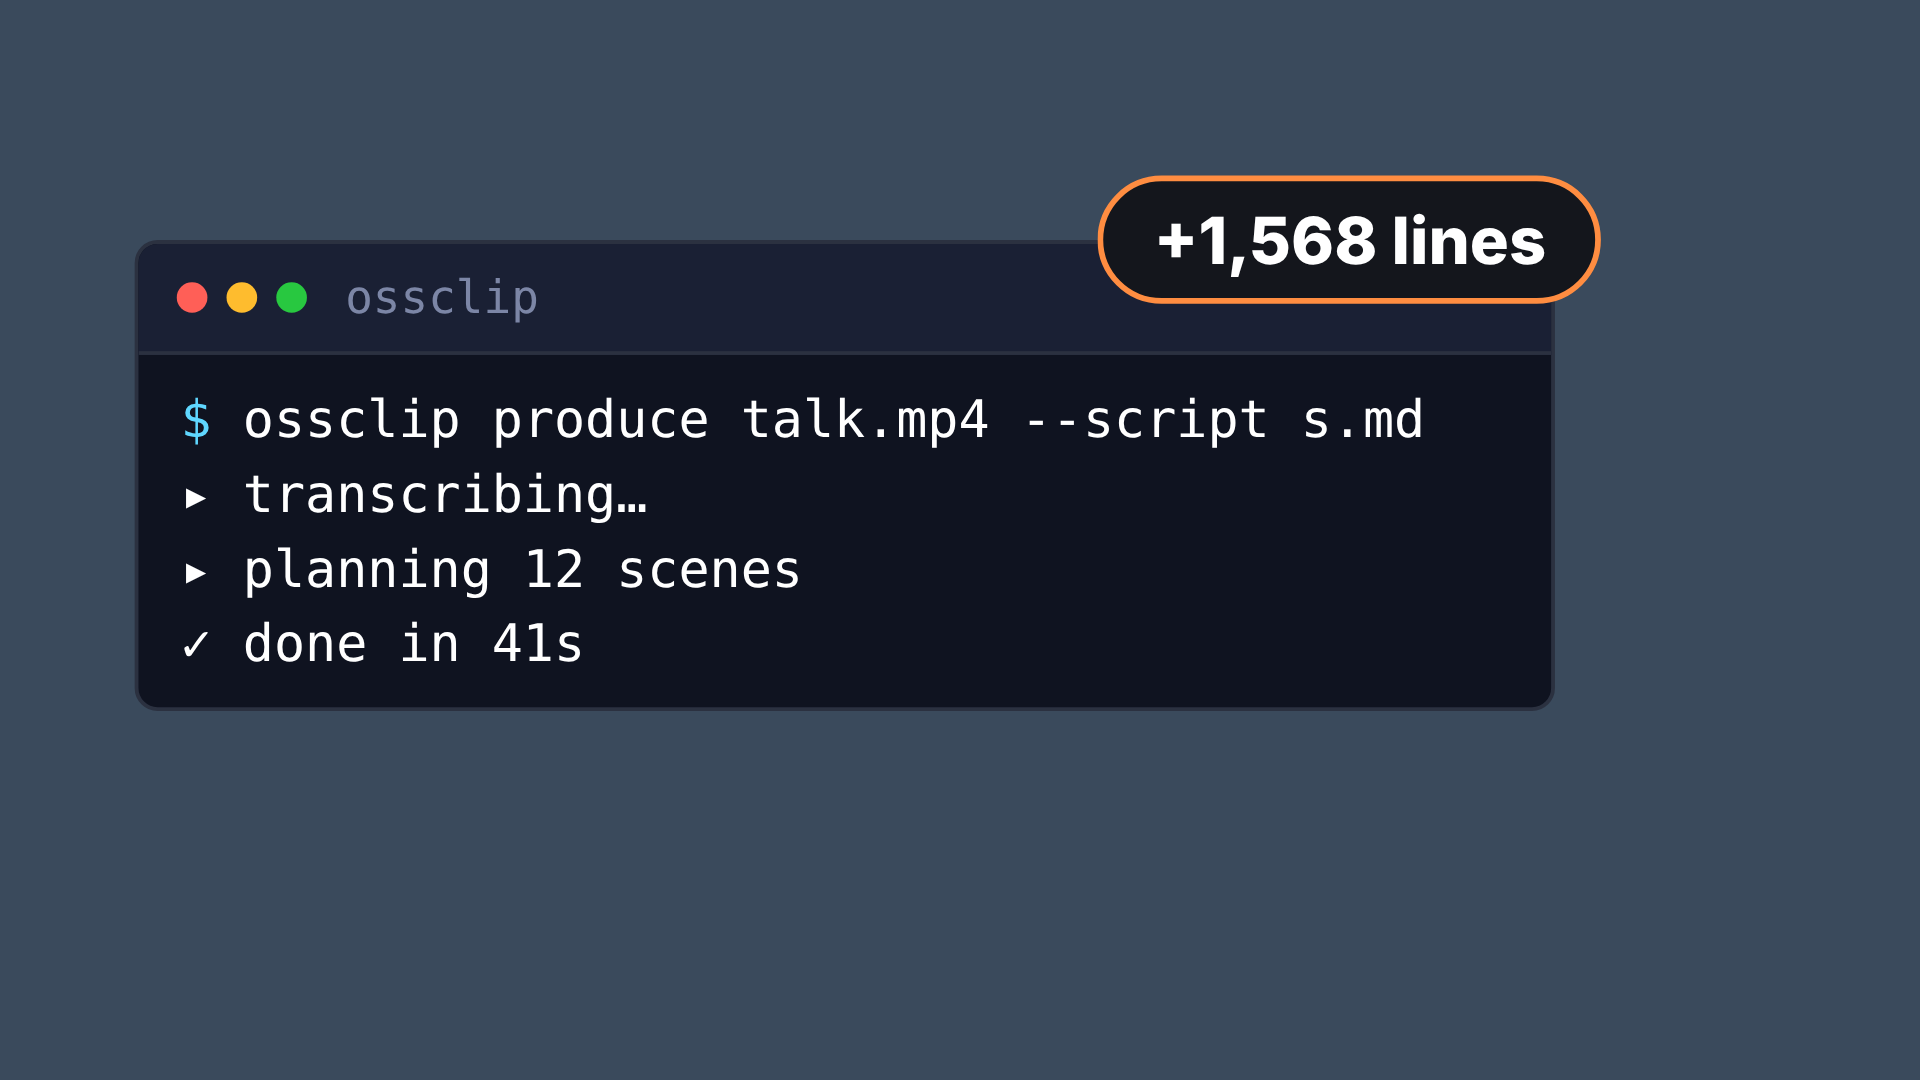 +1,568 lines
ossclip
$ ossclip produce talk.mp4 --script s.md
▸ transcribing…
▸ planning 12 scenes
✓ done in 41s